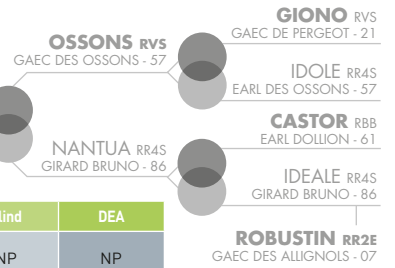 GIONO RVS
GAEC DE PERGEOT - 21
OSSONS RVS
GAEC DES OSSONS - 57
IDOLE RR4S
EARL DES OSSONS - 57
CASTOR RBB
EARL DOLLION - 61
NANTUA RR4S
GIRARD BRUNO - 86
IDEALE RR4S
GIRARD BRUNO - 86
ROBUSTIN RR2E
GAEC DES ALLIGNOLS - 07
lind DEA
NP NP